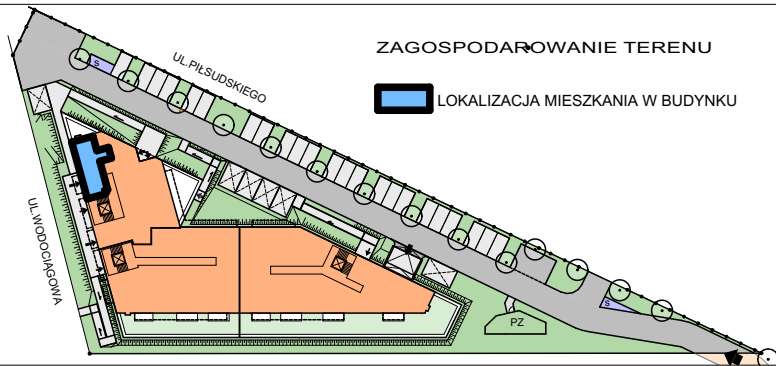 ZAGOSPODAROWANIE TERENU
LOKALIZACJA MIESZKANIA W BUDYNKU
UL.PIŁSUDSKIEGO
UL.WODOCIĄGOWA
Ś
Ś
PZ